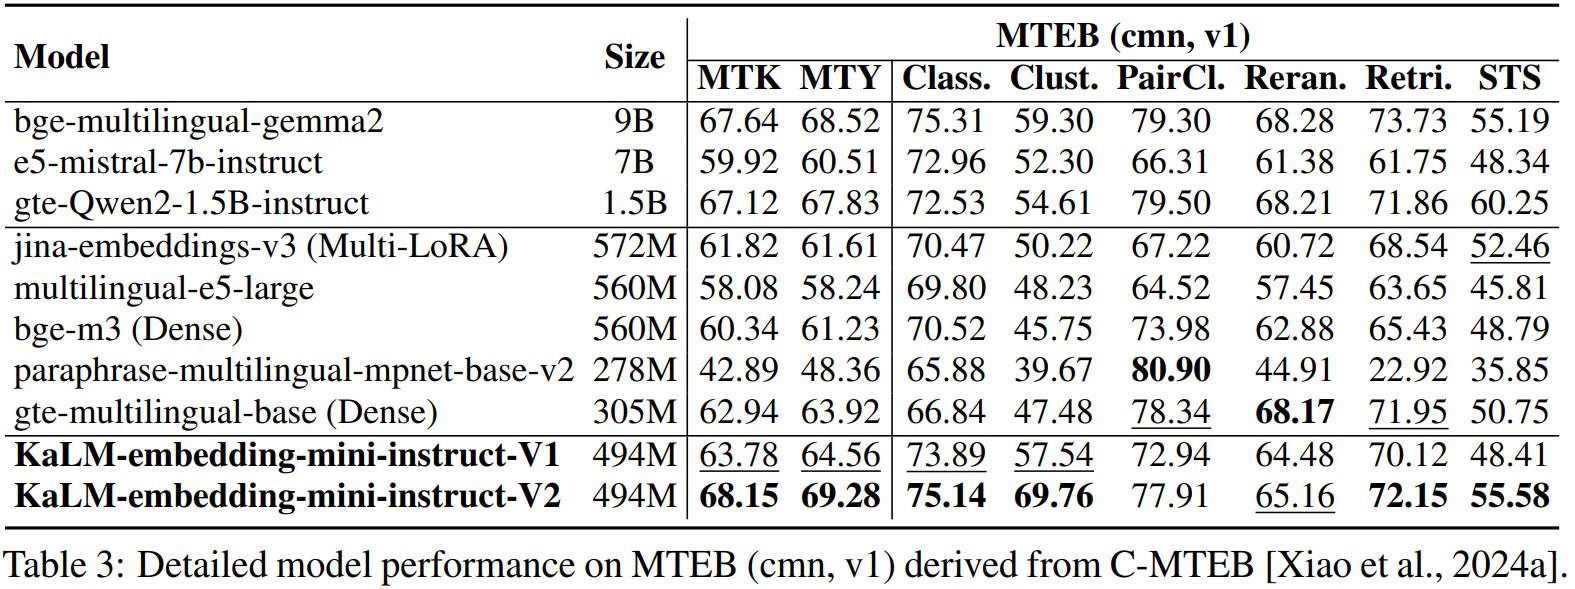 Model Size MTEB (cmn, v1)
MTK MTY Class. Clust. PairCl. Reran. Retri. STS
bge-multilingual-gemma2 9B 67.64 68.52 75.31 59.30 79.30 68.28 73.73 55.19
e5-mistral-7b-instruct 7B 59.92 60.51 72.96 52.30 66.31 61.38 61.75 48.34
gte-Qwen2-1.5B-instruct 1.5B 67.12 67.83 72.53 54.61 79.50 68.21 71.86 60.25
jina-embeddings-v3 (Multi-LoRA) 572M 61.82 61.61 70.47 50.22 67.22 60.72 68.54 52.46
multilingual-e5-large 560M 58.08 58.24 69.80 48.23 64.52 57.45 63.65 45.81
bge-m3 (Dense) 560M 60.34 61.23 70.52 45.75 73.98 62.88 65.43 48.79
paraphrase-multilingual-mpnet-base-v2 278M 42.89 48.36 65.88 39.67 80.90 44.91 22.92 35.85
gte-multilingual-base (Dense) 305M 62.94 63.92 66.84 47.48 78.34 68.17 71.95 50.75
KaLM-embedding-mini-instruct-V1 494M 63.78 64.56 73.89 57.54 72.94 64.48 70.12 48.41
KaLM-embedding-mini-instruct-V2 494M 68.15 69.28 75.14 69.76 77.91 65.16 72.15 55.58
Table 3: Detailed model performance on MTEB (cmn, v1) derived from C-MTEB [Xiao et al., 2024a].